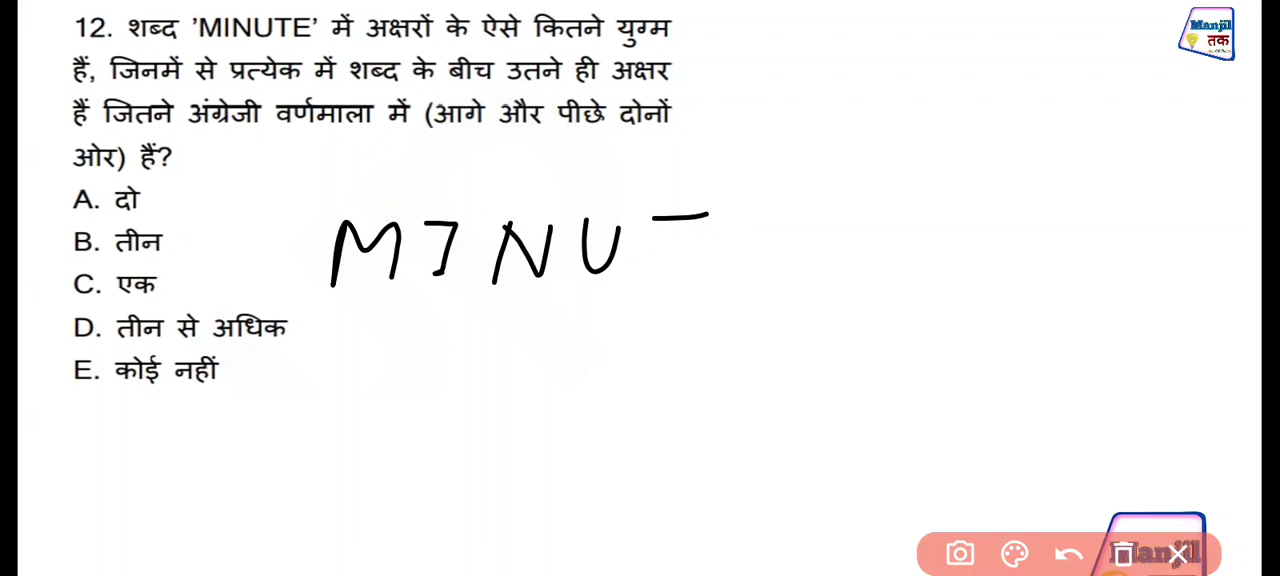 12. शब्द 'MINUTE' में अक्षरों के ऐसे कितने युग्म
हैं, जिनमें से प्रत्येक में शब्द के बीच उतने ही अक्षर
हैं जितने अंग्रेजी वर्णमाला में (आगे और पीछे दोनों
ओर) हैं?
A. दो
B. तीन
C. एक
D. तीन से अधिक
E. कोई नहीं
M I N U
Manjil
तक
Manjil